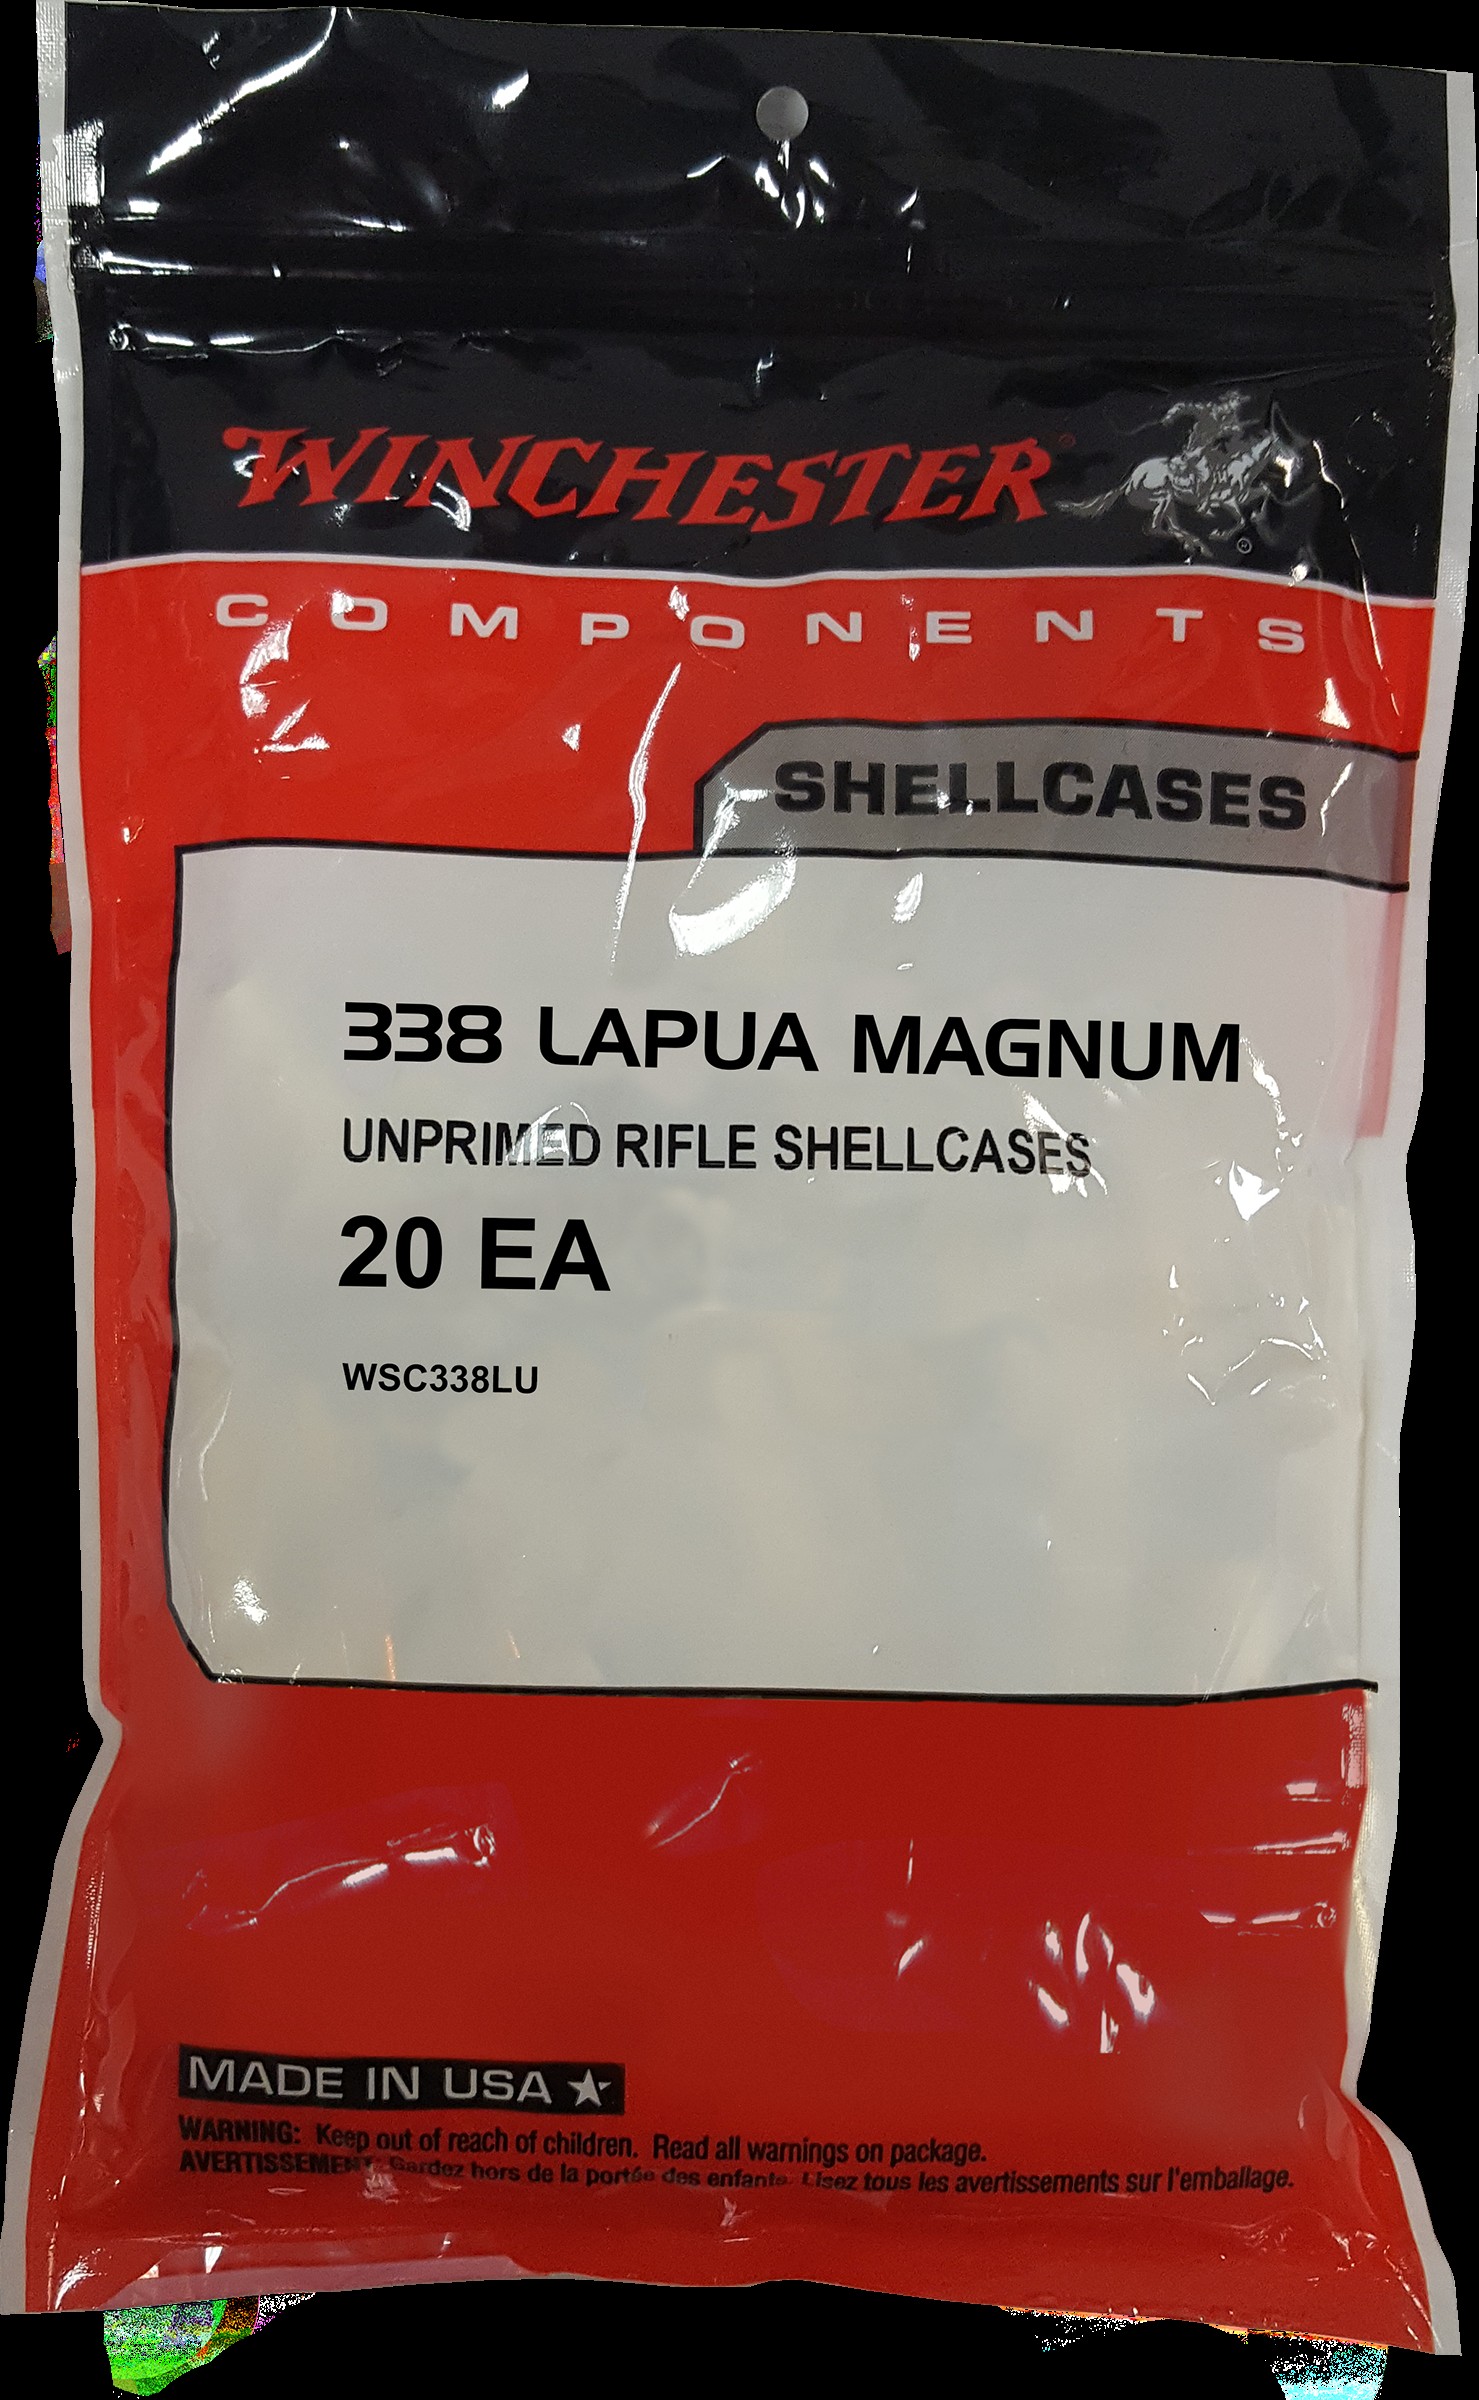 WINCHESTER®
COMPONENTS
SHELLCASES
338 LAPUA MAGNUM
UNPRIMED RIFLE SHELLCASES
20 EA
WSC338LU
MADE IN USA
WARNING: Keep out of reach of children. Read all warnings on package.
AVERTISSEMENT: Gardez hors de la portée des enfants. Lisez tous les avertissements sur l'emballage.